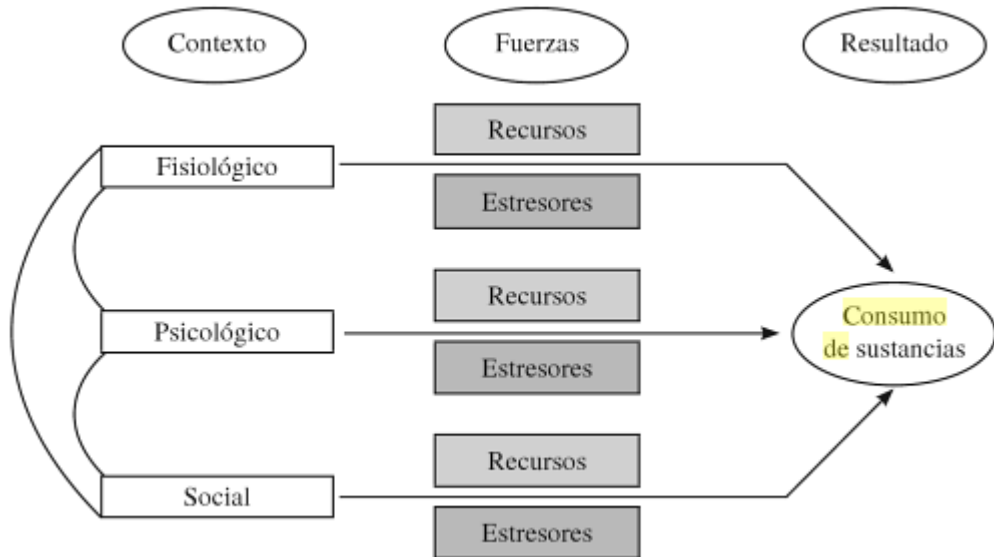 Contexto
Fuerzas
Resultado
Recursos
Fisiológico
Estresores
Recursos
Psicológico
Estresores
Consumo
de sustancias
Recursos
Social
Estresores